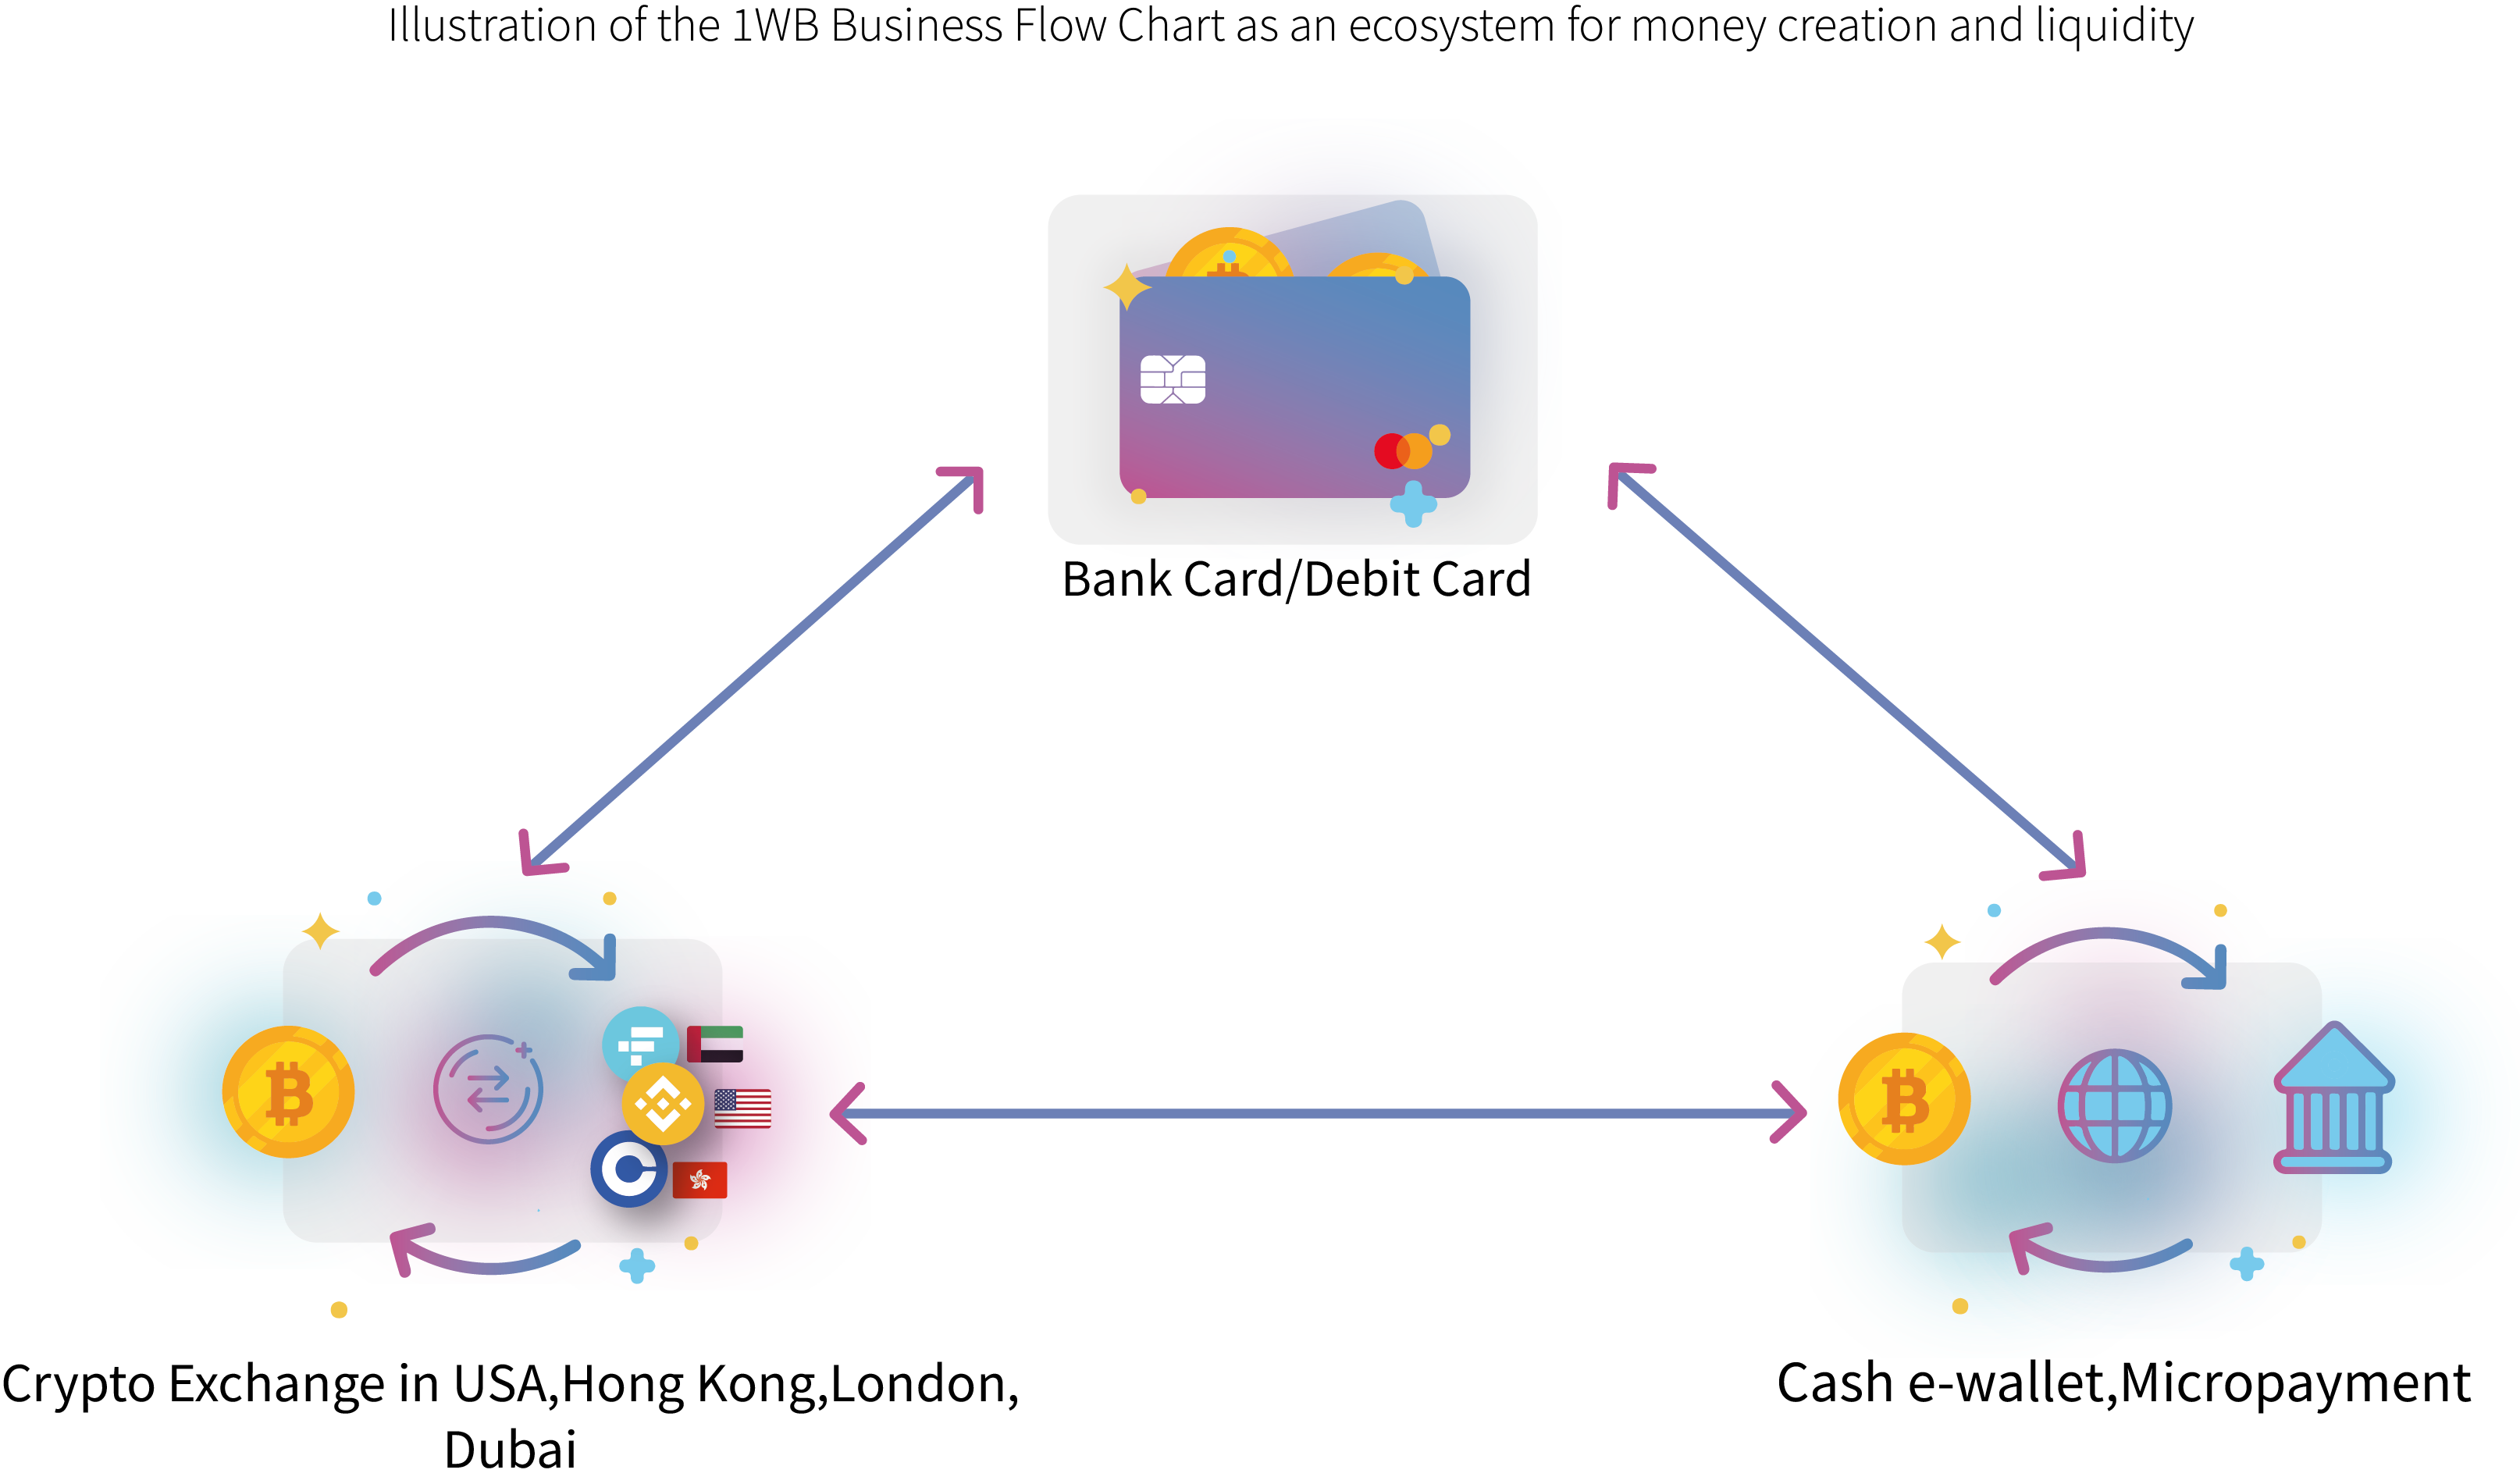 Illustration of the 1WB Business Flow Chart as an ecosystem for money creation and liquidity
Bank Card/Debit Card
Crypto Exchange in USA,Hong Kong,London,
Dubai
Cash e-wallet,Micropayment